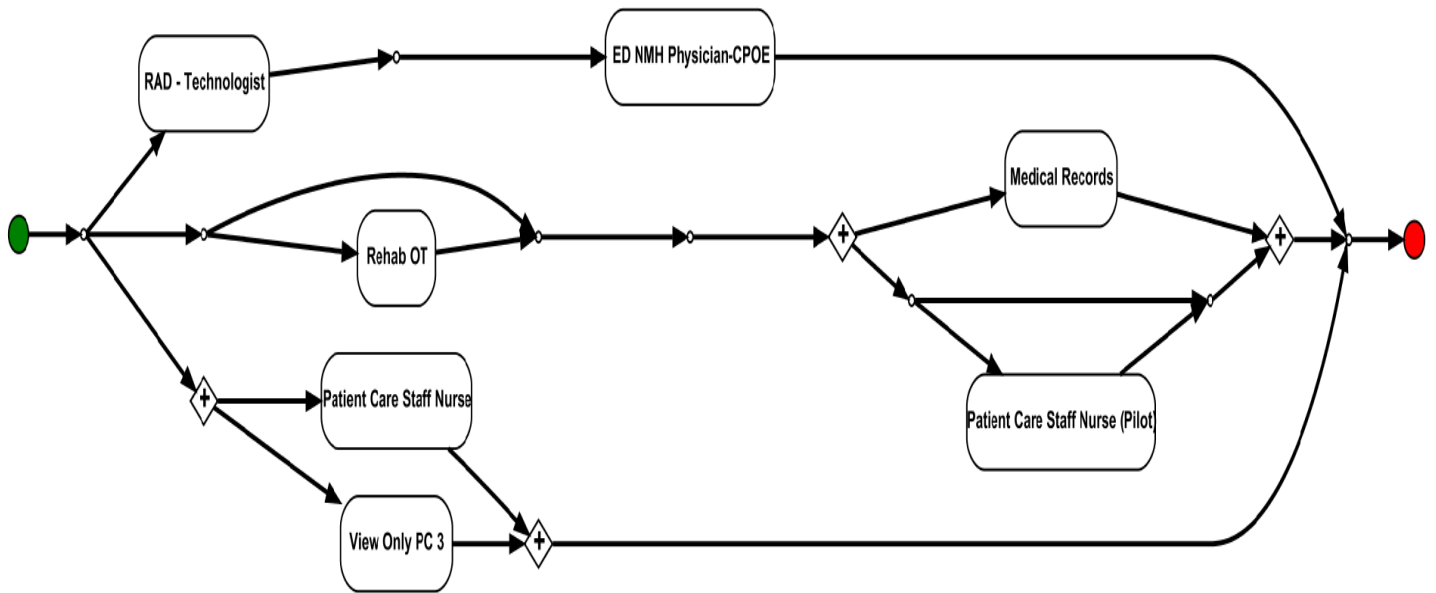 ED NMH Physician-CPOE
RAD - Technologist
Medical Records
Rehab OT
Patient Care Staff Nurse
Patient Care Staff Nurse (Pilot)
View Only PC 3